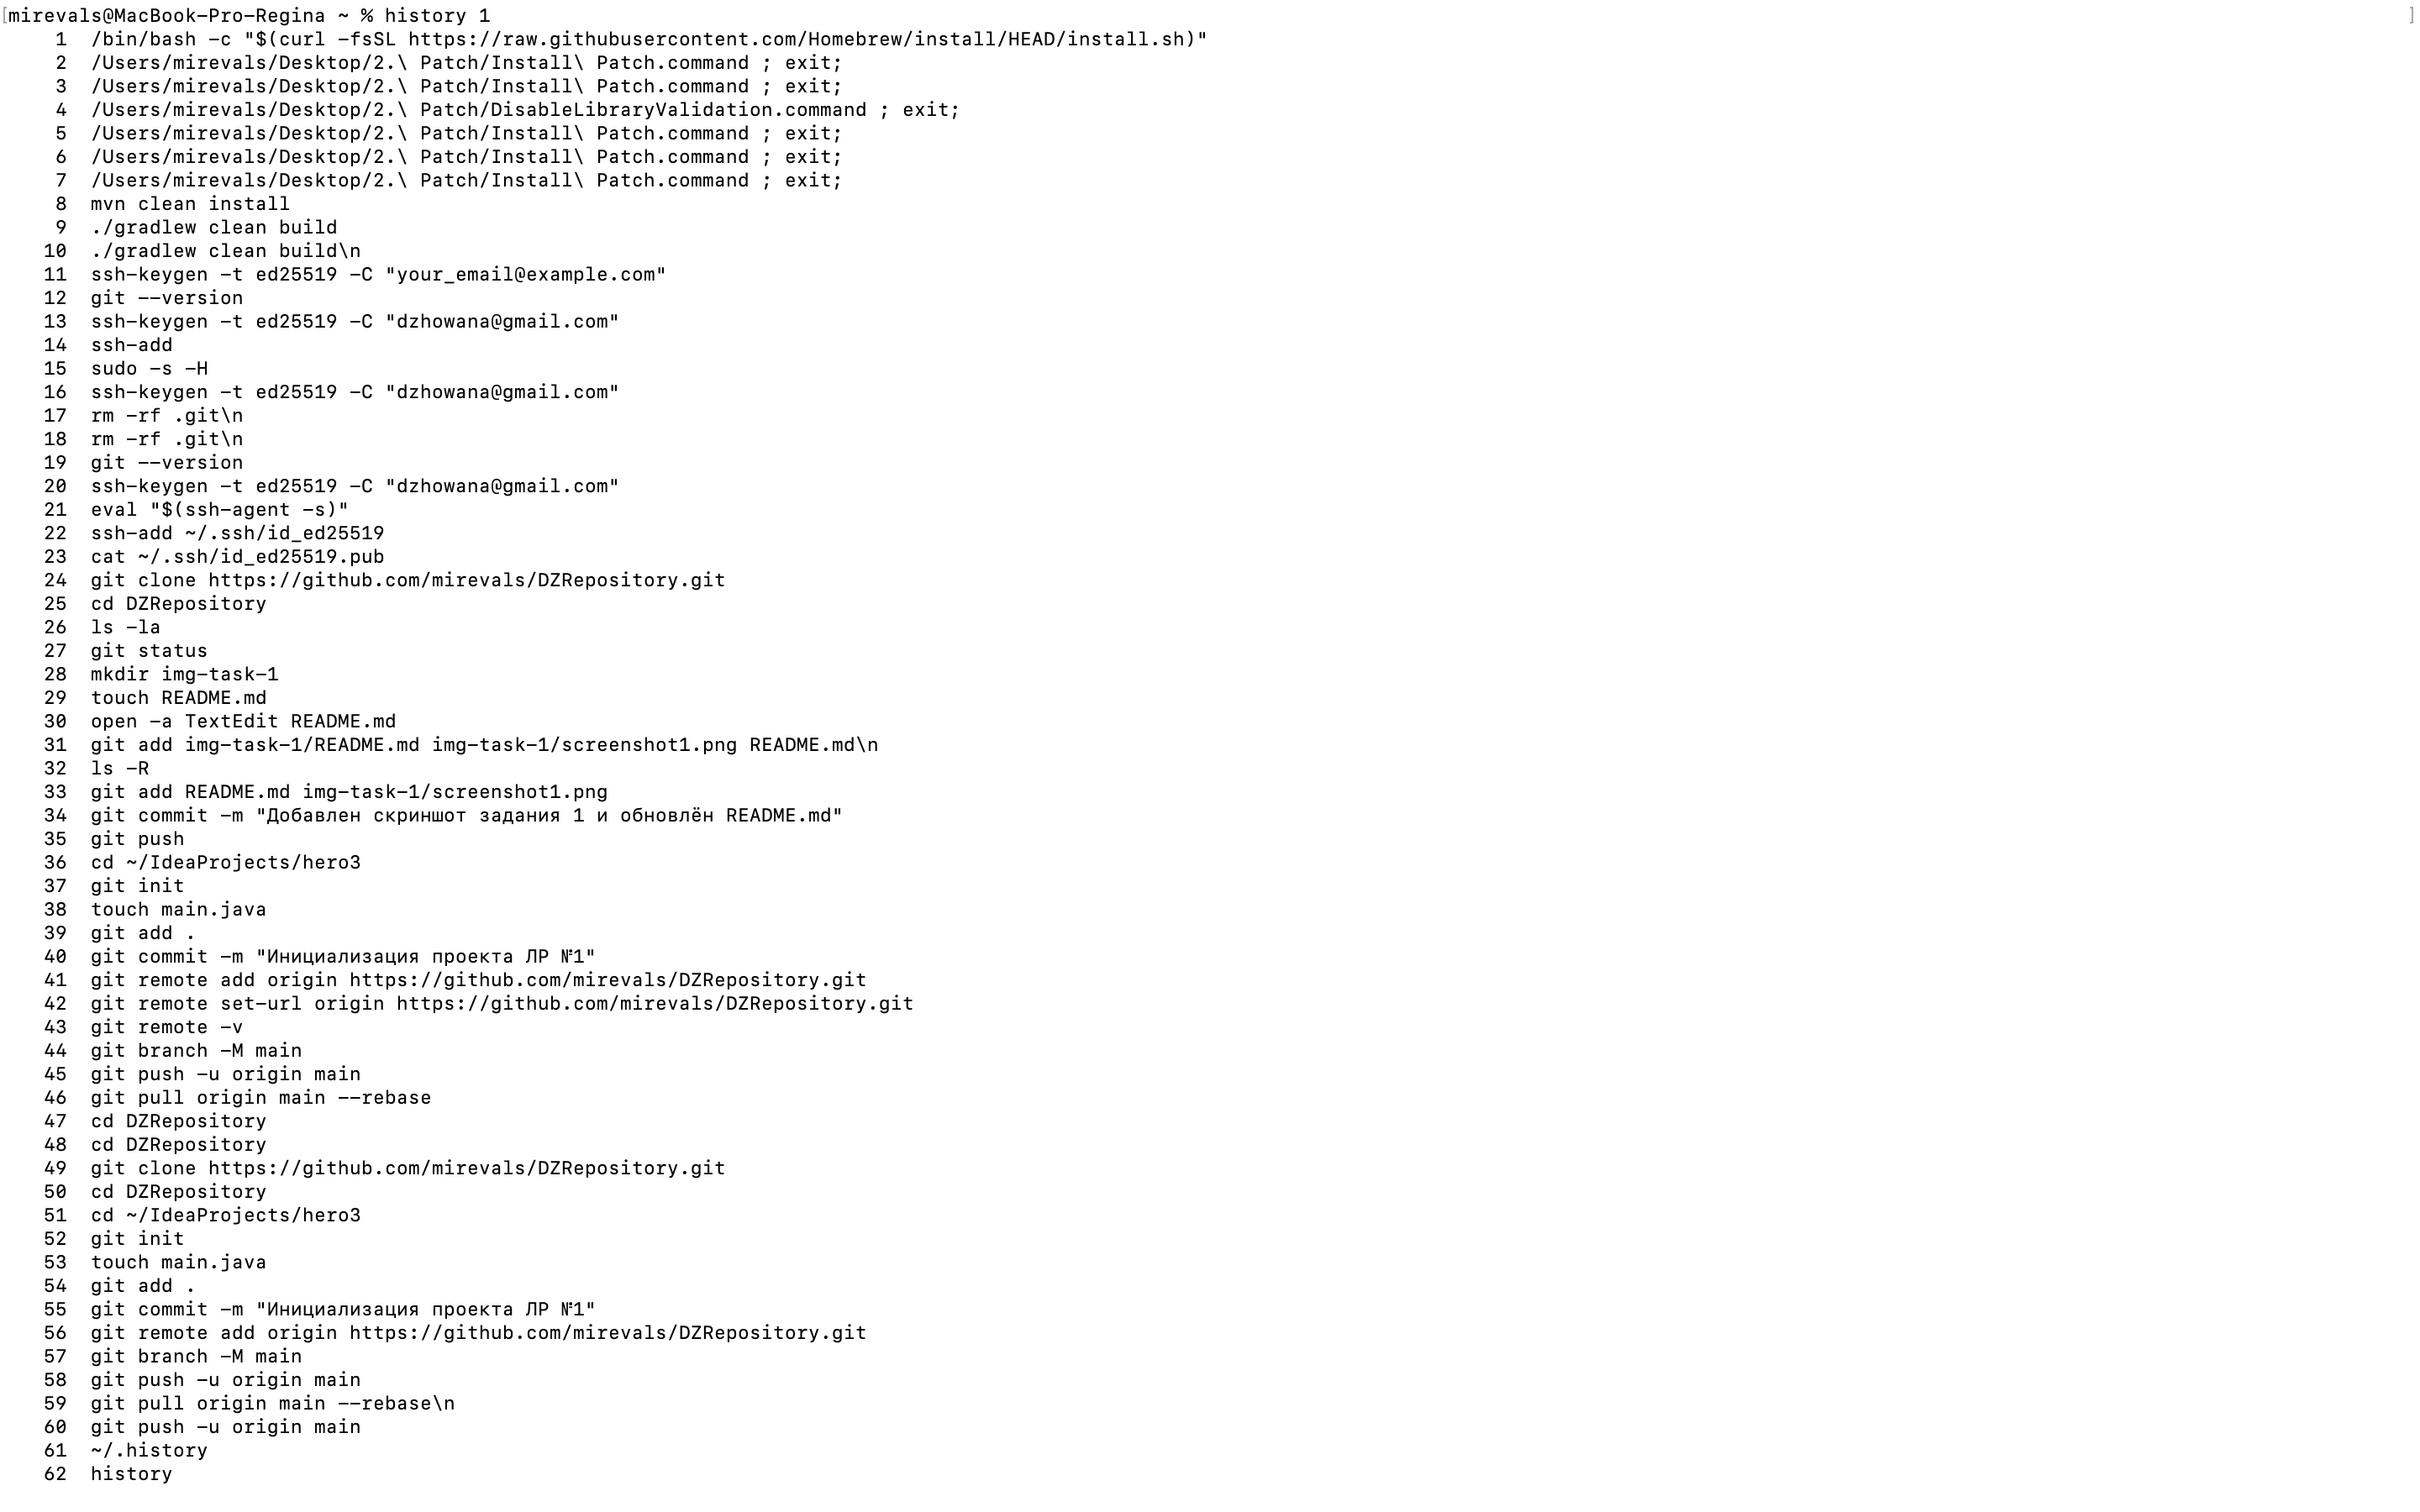 [mirevals@MacBook-Pro-Regina ~ % history 1 ]
1 /bin/bash -c "$(curl -fsSL https://raw.githubusercontent.com/Homebrew/install/HEAD/install.sh)"
2 /Users/mirevals/Desktop/2.\ Patch/Install\ Patch.command ; exit;
3 /Users/mirevals/Desktop/2.\ Patch/Install\ Patch.command ; exit;
4 /Users/mirevals/Desktop/2.\ Patch/DisableLibraryValidation.command ; exit;
5 /Users/mirevals/Desktop/2.\ Patch/Install\ Patch.command ; exit;
6 /Users/mirevals/Desktop/2.\ Patch/Install\ Patch.command ; exit;
7 /Users/mirevals/Desktop/2.\ Patch/Install\ Patch.command ; exit;
8 mvn clean install
9 ./gradlew clean build
10 ./gradlew clean build\n
11 ssh-keygen -t ed25519 -C "your_email@example.com"
12 git --version
13 ssh-keygen -t ed25519 -C "dzhowana@gmail.com"
14 ssh-add
15 sudo -s -H
16 ssh-keygen -t ed25519 -C "dzhowana@gmail.com"
17 rm -rf .git\n
18 rm -rf .git\n
19 git --version
20 ssh-keygen -t ed25519 -C "dzhowana@gmail.com"
21 eval "$(ssh-agent -s)"
22 ssh-add ~/.ssh/id_ed25519
23 cat ~/.ssh/id_ed25519.pub
24 git clone https://github.com/mirevals/DZRepository.git
25 cd DZRepository
26 ls -la
27 git status
28 mkdir img-task-1
29 touch README.md
30 open -a TextEdit README.md
31 git add img-task-1/README.md img-task-1/screenshot1.png README.md\n
32 ls -R
33 git add README.md img-task-1/screenshot1.png
34 git commit -m "Добавлен скриншот задания 1 и обновлён README.md"
35 git push
36 cd ~/IdeaProjects/hero3
37 git init
38 touch main.java
39 git add .
40 git commit -m "Инициализация проекта ЛР №1"
41 git remote add origin https://github.com/mirevals/DZRepository.git
42 git remote set-url origin https://github.com/mirevals/DZRepository.git
43 git remote -v
44 git branch -M main
45 git push -u origin main
46 git pull origin main --rebase
47 cd DZRepository
48 cd DZRepository
49 git clone https://github.com/mirevals/DZRepository.git
50 cd DZRepository
51 cd ~/IdeaProjects/hero3
52 git init
53 touch main.java
54 git add .
55 git commit -m "Инициализация проекта ЛР №1"
56 git remote add origin https://github.com/mirevals/DZRepository.git
57 git branch -M main
58 git push -u origin main
59 git pull origin main --rebase\n
60 git push -u origin main
61 ~/.history
62 history